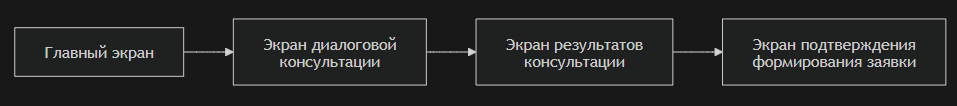 Главный экран
Экран диалоговой
консультации
Экран результатов
консультации
Экран подтверждения
формирования заявки